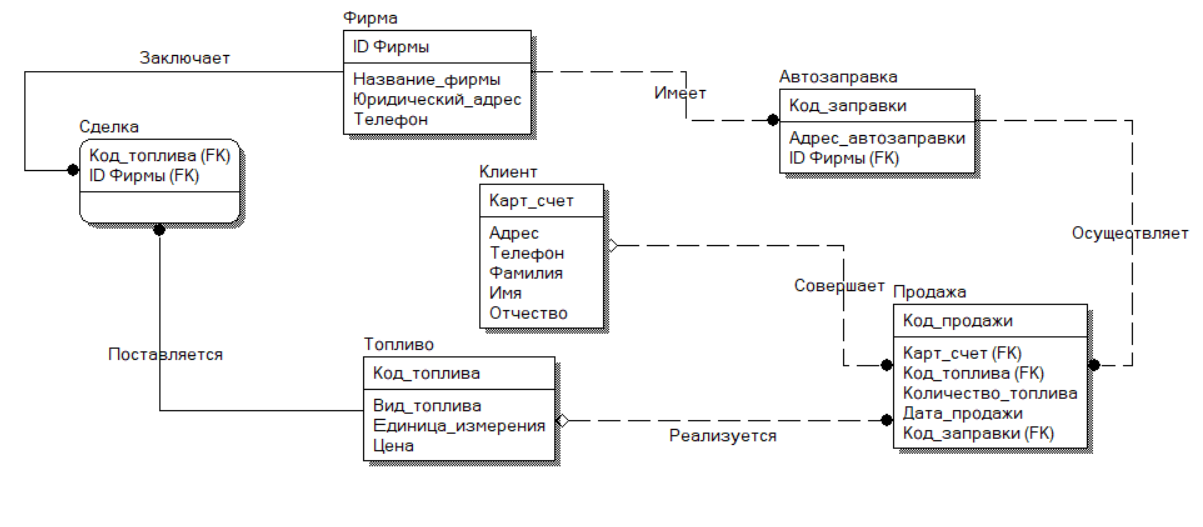 Фирма
ID Фирмы
Название_фирмы
Юридический_адрес
Телефон
Заключает
Имеет
Автозаправка
Код_заправки
Адрес_автозаправки
ID Фирмы (FK)
Сделка
Код_топлива (FK)
ID Фирмы (FK)
Клиент
Карт_счет
Адрес
Телефон
Фамилия
Имя
Отчество
Осуществляет
Совершает
Продажа
Код_продажи
Карт_счет (FK)
Код_топлива (FK)
Количество_топлива
Дата_продажи
Код_заправки (FK)
Поставляется
Топливо
Код_топлива
Вид_топлива
Единица_измерения
Цена
Реализуется